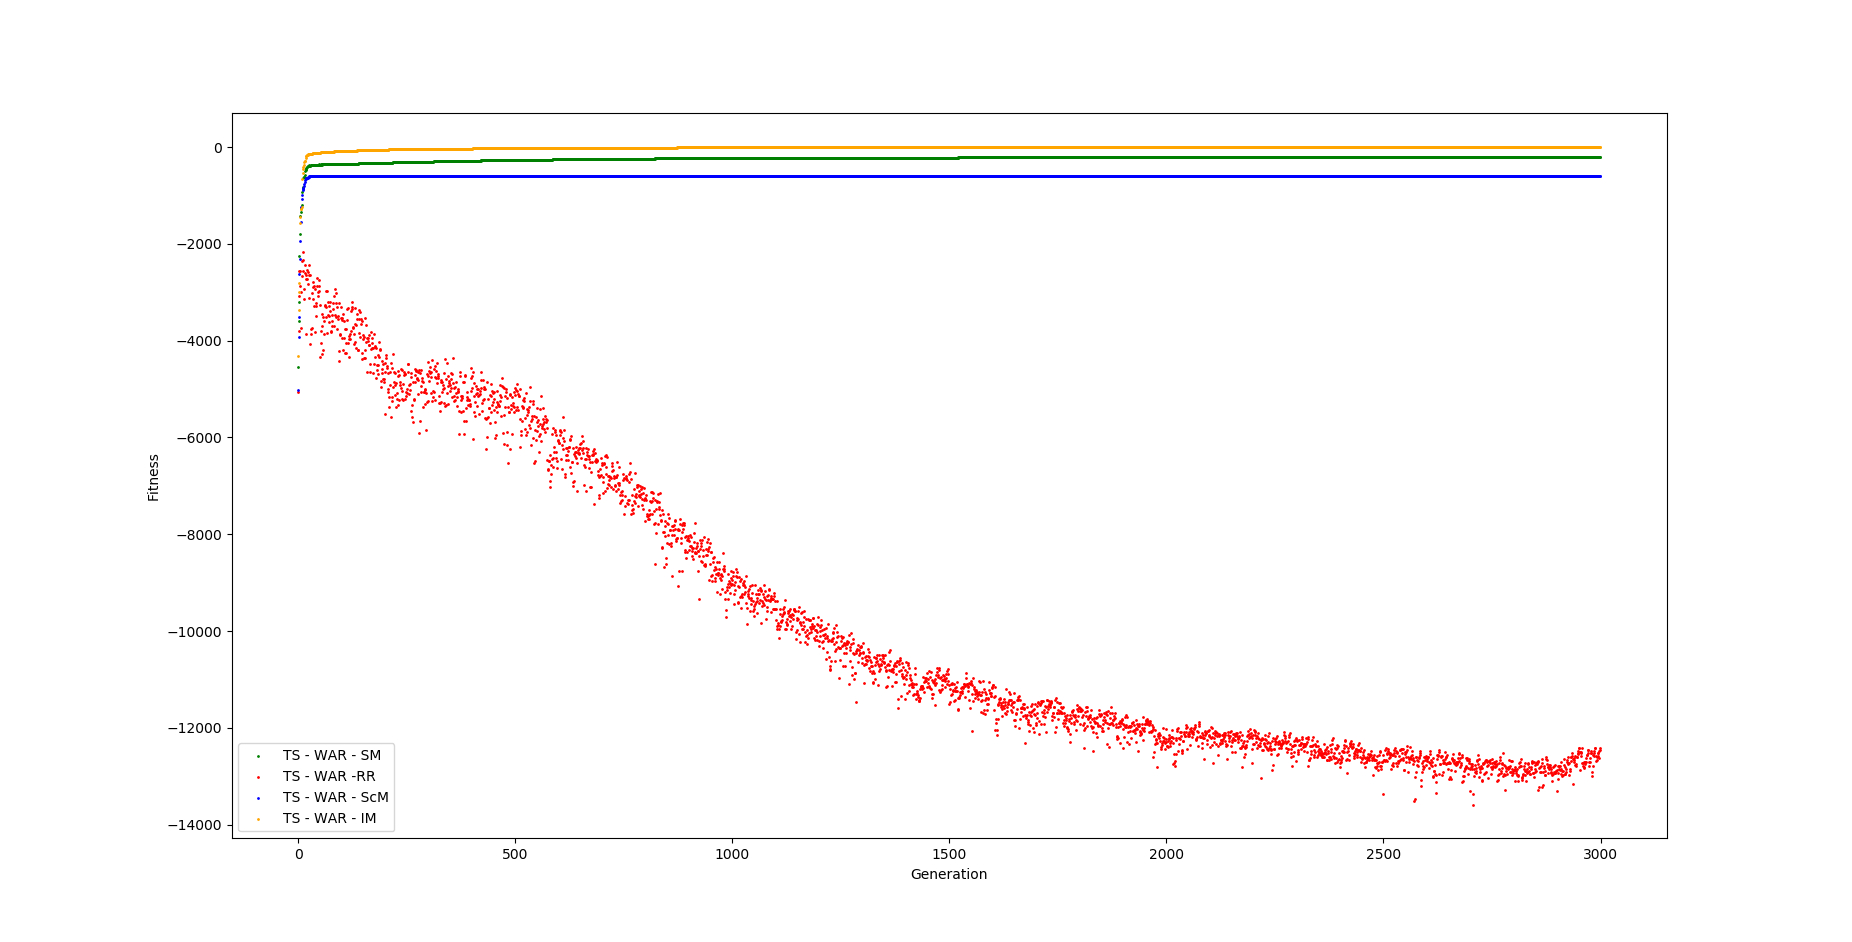 0
−2000
−4000
−6000
−8000
−10000
−12000
−14000
Fitness
TS - WAR - SM
TS - WAR -RR
TS - WAR - ScM
TS - WAR - IM
0 500 1000 1500 2000 2500 3000
Generation